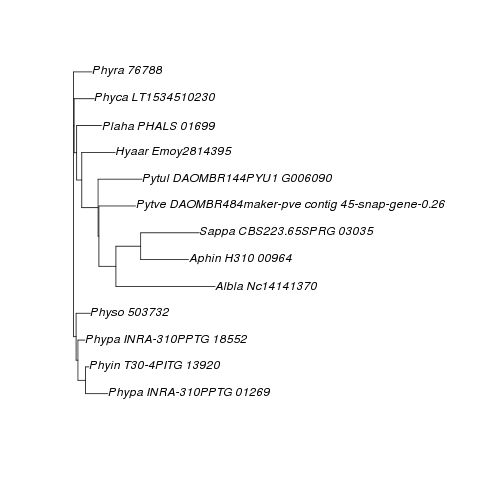 Phyra 76788
Phyca LT1534510230
Plaha PHALS 01699
Hyaar Emoy2814395
Pytul DAOMBR144PYU1 G006090
Pytve DAOMBR484maker-pve contig 45-snap-gene-0.26
Sappa CBS223.65SPRG 03035
Aphin H310 00964
Albla Nc14141370
Physo 503732
Phypa INRA-310PPTG 18552
Phyin T30-4PITG 13920
Phypa INRA-310PPTG 01269